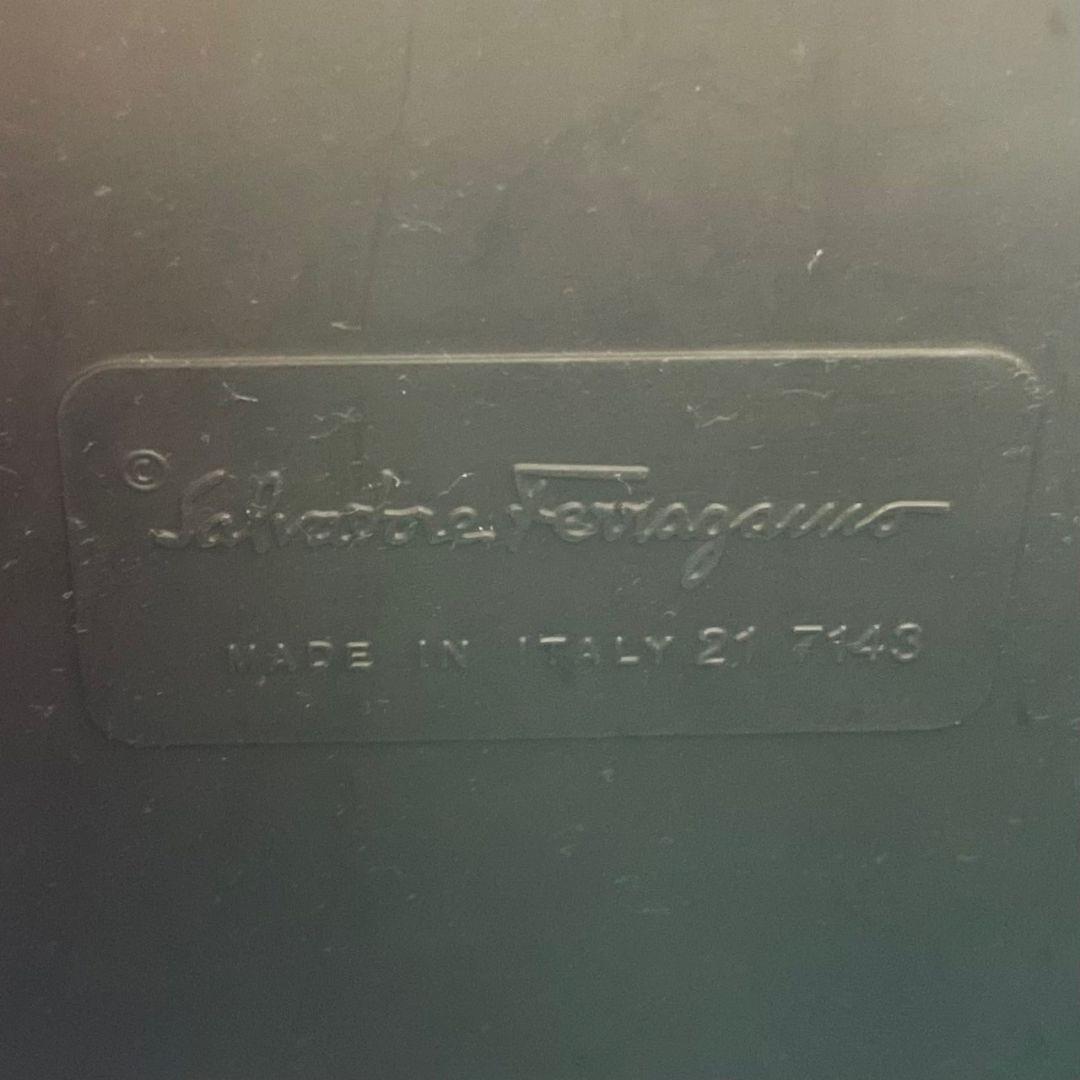 © Salvatore Ferragamo
MADE IN ITALY 21 7143